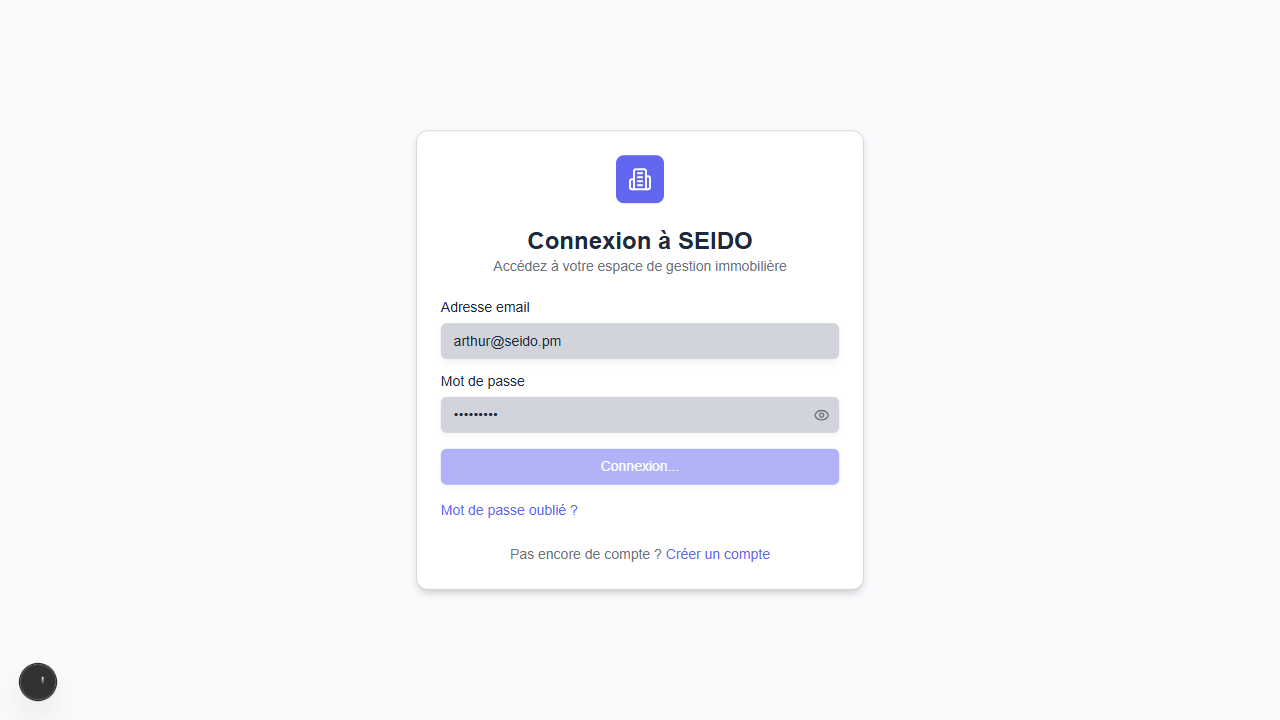 Connexion à SEIDO
Accédez à votre espace de gestion immobilière
Adresse email
arthur@seido.pm
Mot de passe
•••••••••
Connexion...
Mot de passe oublié ?
Pas encore de compte ? Créer un compte